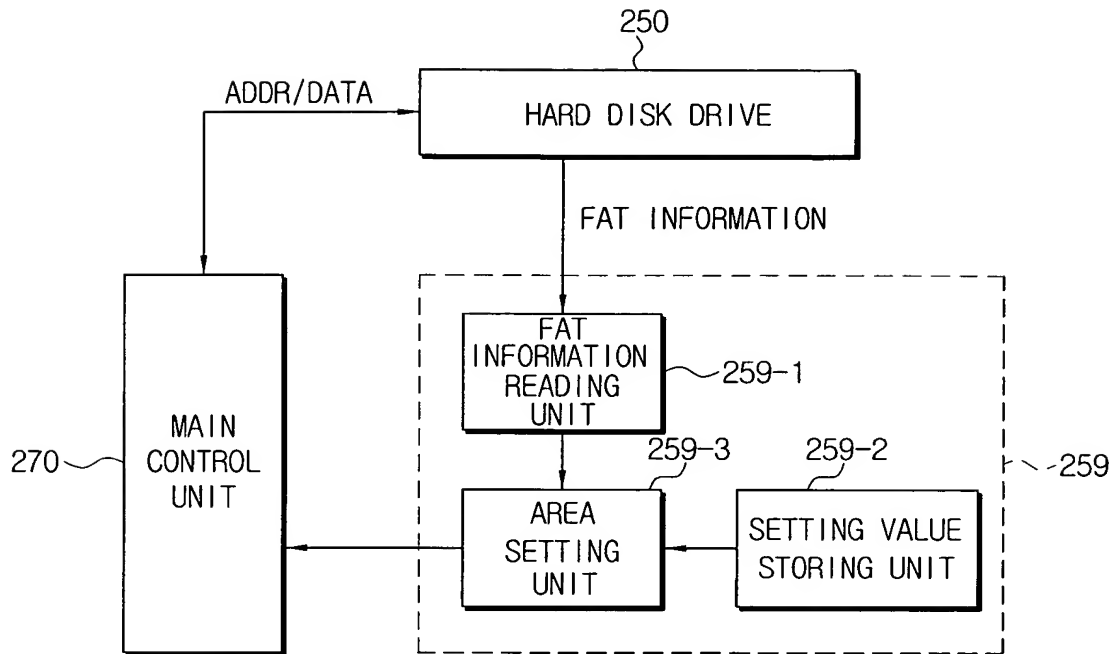 250
ADDR/DATA
HARD DISK DRIVE
FAT INFORMATION
FAT
INFORMATION
READING
UNIT
259-1
MAIN
CONTROL
UNIT
270
259-3
259-2
259
AREA
SETTING
UNIT
SETTING VALUE
STORING UNIT